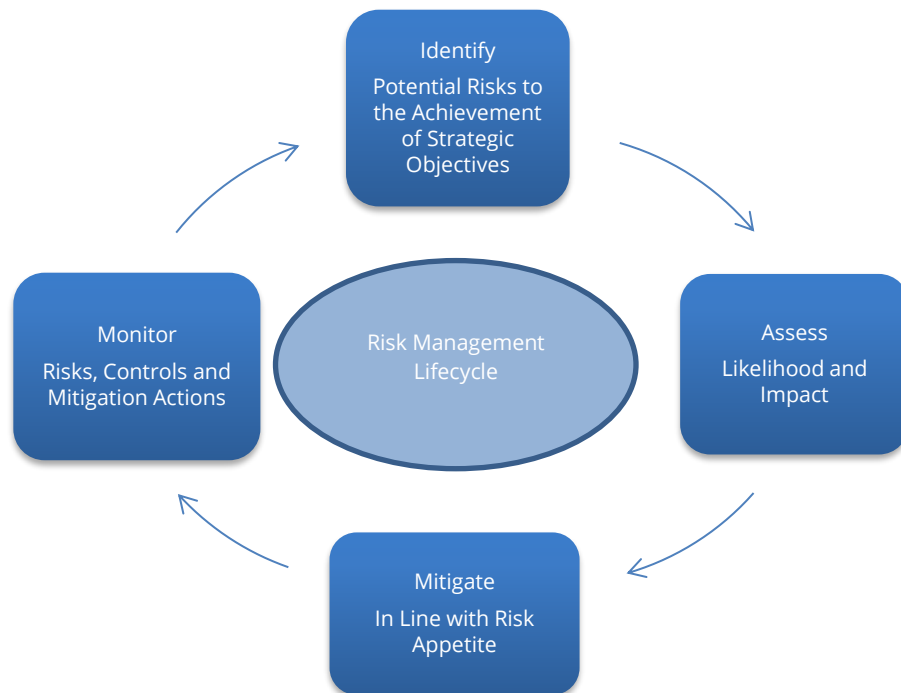 Identify
Potential Risks to
the Achievement
of Strategic
Objectives
Monitor
Risks, Controls and
Mitigation Actions
Risk Management
Lifecycle
Assess
Likelihood and
Impact
Mitigate
In Line with Risk
Appetite